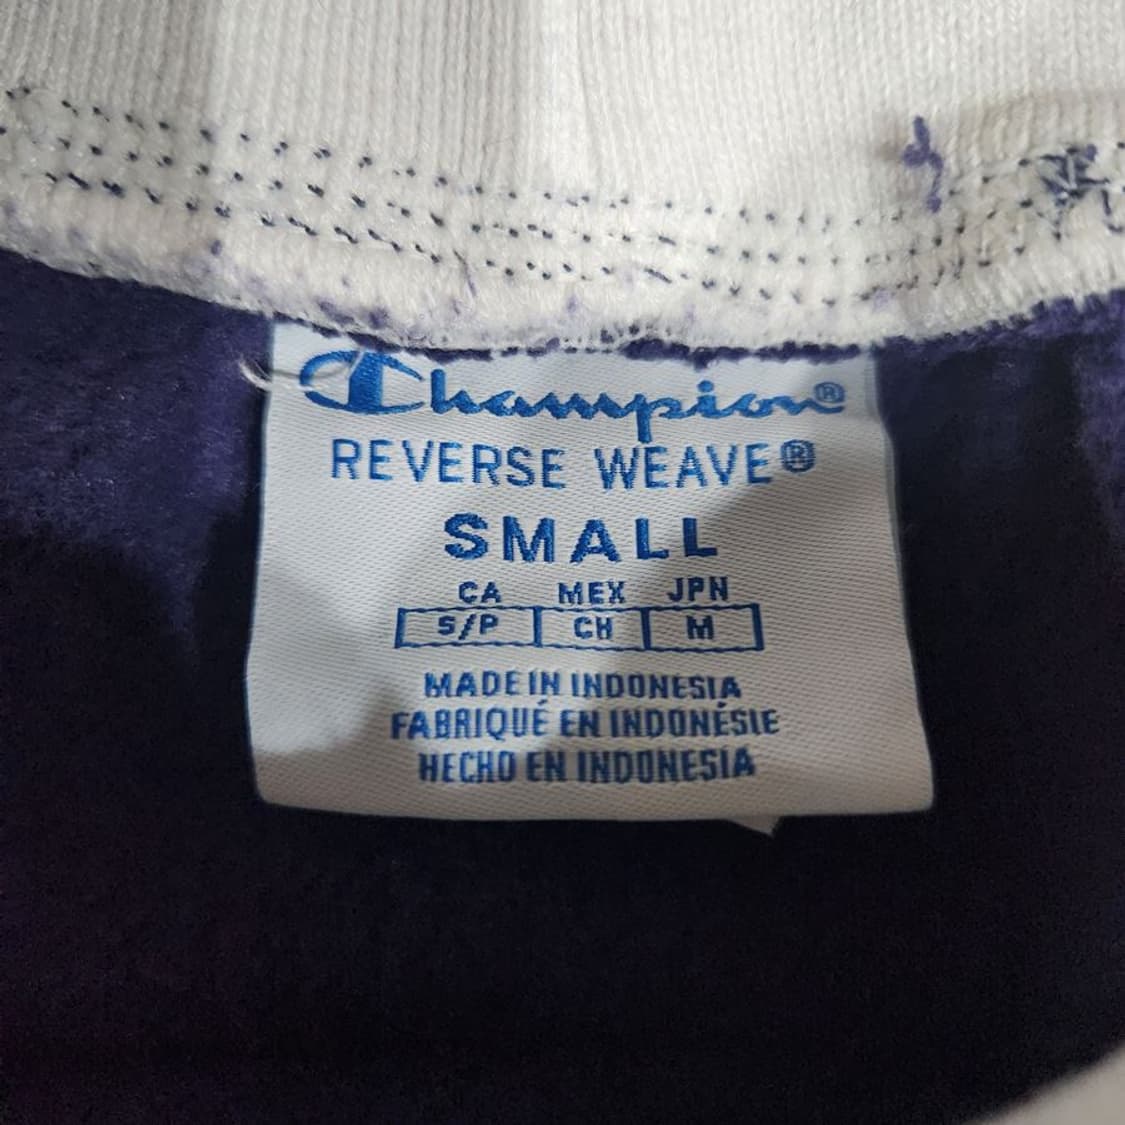 Champion®
REVERSE WEAVE®
SMALL
CA MEX JPN
S/P CH M
MADE IN INDONESIA
FABRIQUÉ EN INDONÉSIE
HECHO EN INDONESIA